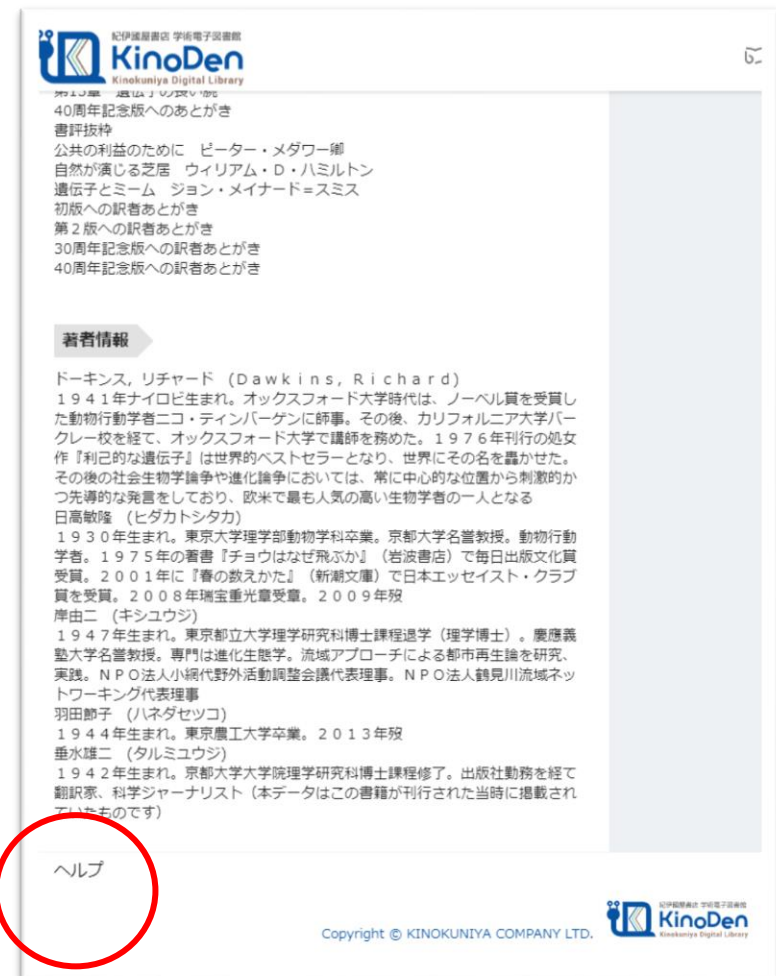 紀伊國屋書店 学術電子図書館
KinoDen
Kinokuniya Digital Library
第13章 遺伝子の長い腕
40周年記念版へのあとがき
書評抜粋
公共の利益のために ピーター・メダワー卿
自然が演じる芝居 ウィリアム・D・ハミルトン
遺伝子とミーム ジョン・メイナード=スミス
初版への訳者あとがき
第2版への訳者あとがき
30周年記念版への訳者あとがき
40周年記念版への訳者あとがき
著者情報
ドーキンス, リチャード (Ｄａｗｋｉｎｓ, Ｒｉｃｈａｒｄ)
１９４１年ナイロビ生まれ。オックスフォード大学時代は、ノーベル賞を受賞し
た動物行動学者ニコ・ティンバーゲンに師事。その後、カリフォルニア大学バー
クレー校を経て、オックスフォード大学で講師を務めた。１９７６年刊行の処女
作『利己的な遺伝子』は世界的ベストセラーとなり、世界にその名を轟かせた。
その後の社会生物学論争や進化論争においては、常に中心的な位置から刺激的か
つ先導的な発言をしており、欧米で最も人気の高い生物学者の一人となる
日高敏隆 (ヒダカトシタカ)
１９３０年生まれ。東京大学理学部動物学科卒業。京都大学名誉教授。動物行動
学者。１９７５年の著書『チョウはなぜ飛ぶか』（岩波書店）で毎日出版文化賞
受賞。２００１年に『春の数えかた』（新潮文庫）で日本エッセイスト・クラブ
賞を受賞。２００８年瑞宝重光章受章。２００９年歿
岸由二 (キシユウジ)
１９４７年生まれ。東京都立大学理学研究科博士課程退学（理学博士）。慶應義
塾大学名誉教授。専門は進化生態学。流域アプローチによる都市再生論を研究、
実践。ＮＰＯ法人小網代野外活動調整会議代表理事。ＮＰＯ法人鶴見川流域ネッ
トワーキング代表理事
羽田節子 (ハネダセツコ)
１９４４年生まれ。東京農工大学卒業。２０１３年歿
垂水雄二 (タルミユウジ)
１９４２年生まれ。京都大学大学院理学研究科博士課程修了。出版社勤務を経て
翻訳家、科学ジャーナリスト（本データはこの書籍が刊行された当時に掲載され
ていたものです）
ヘルプ
Copyright © KINOKUNIYA COMPANY LTD.
紀伊國屋書店 学術電子図書館
KinoDen
Kinokuniya Digital Library